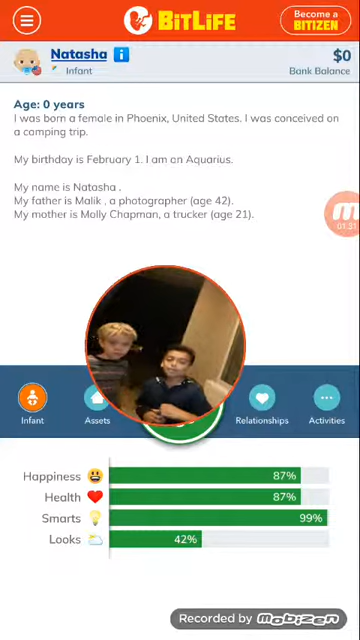 BITLIFE
Become a
BITIZEN
Natasha
i
$0
Infant
Bank Balance
Age: 0 years
I was born a female in Phoenix, United States. I was conceived on
a camping trip.
My birthday is February 1. I am an Aquarius.
My name is Natasha .
My father is Malik , a photographer (age 42).
My mother is Molly Chapman, a trucker (age 21).
Infant
Assets
Relationships
Activities
Happiness 87%
Health 87%
Smarts 99%
Looks 42%
Recorded by Mobizen